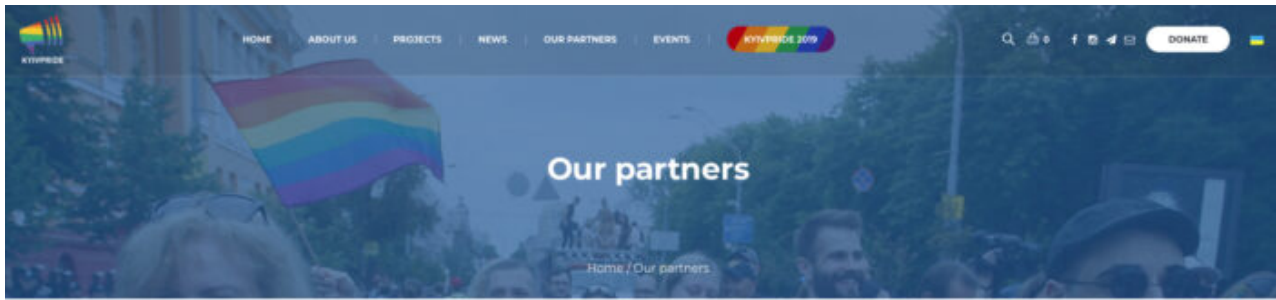 HOME ABOUT US PROJECTS NEWS OUR PARTNERS EVENTS KYIVPRIDE 2019 0 DONATE
KYIVPRIDE
Our partners
Home / Our partners